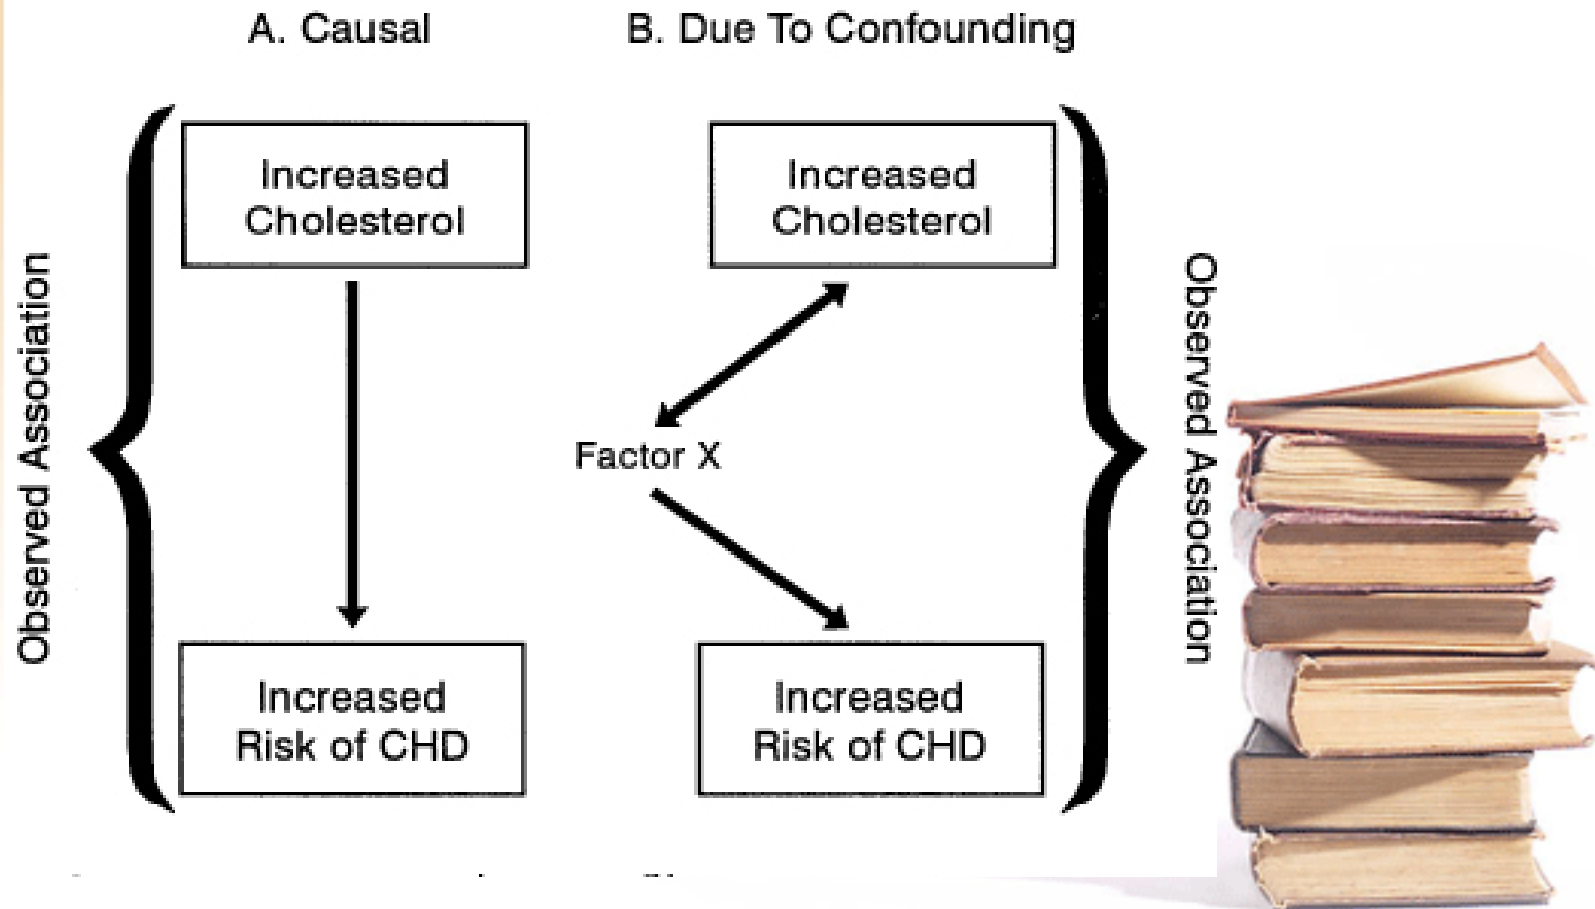 A. Causal
B. Due To Confounding
Observed Association
Increased
Cholesterol
Increased
Risk of CHD
Increased
Cholesterol
Factor X
Increased
Risk of CHD
Observed Association